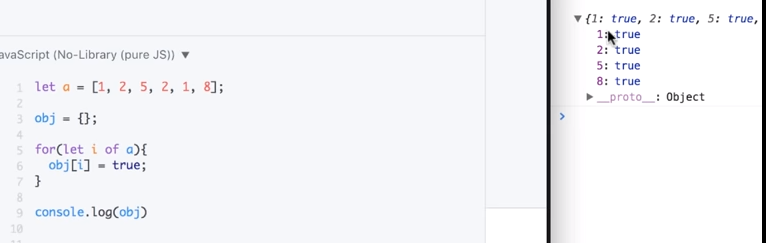 JavaScript (No-Library (pure JS)) ▼
1 let a = [1, 2, 5, 2, 1, 8];
2
3 obj = {};
4
5 for(let i of a){
6 obj[i] = true;
7 }
8
9 console.log(obj)
10
▼{1: true, 2: true, 5: true,
1: true
2: true
5: true
8: true
▶ __proto__: Object
>